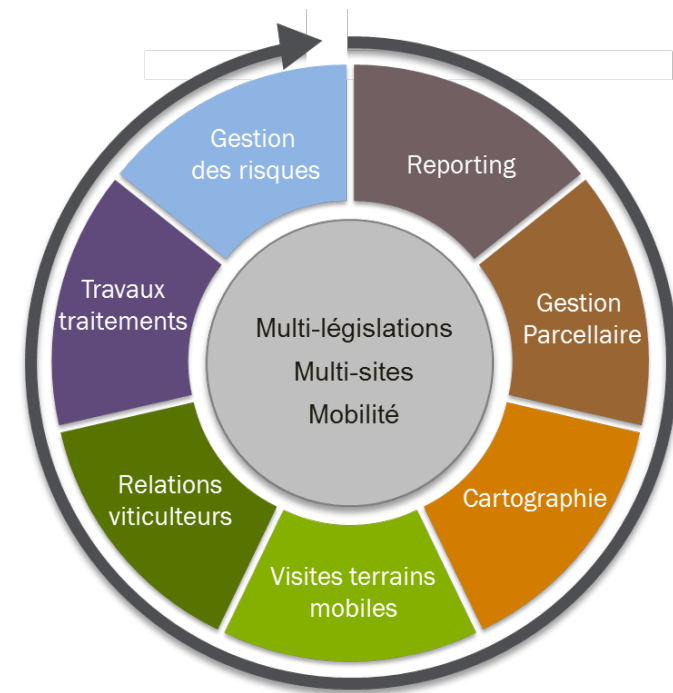 Gestion
des risques
Reporting
Travaux
traitements
Gestion
Parcellaire
Multi-législations
Multi-sites
Mobilité
Relations
viticulteurs
Cartographie
Visites terrains
mobiles